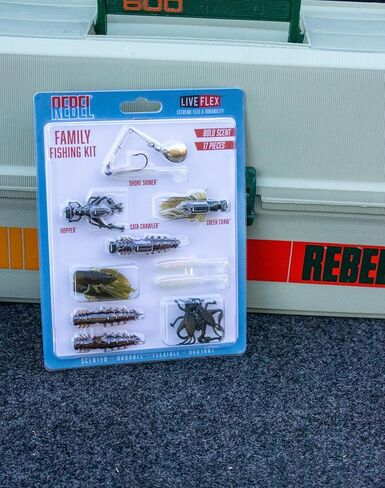 600
REBEL
LIVE FLEX
EXTREME FLEX & DURABILITY
FAMILY
FISHING KIT
BOLD SCENT
17 PIECES
SHORE SHINER
HOPPER
CATA CRAWLER
CREEK CRAW
REBEL
SCENTED - DURABLE - FLEXIBLE - BUOYANT